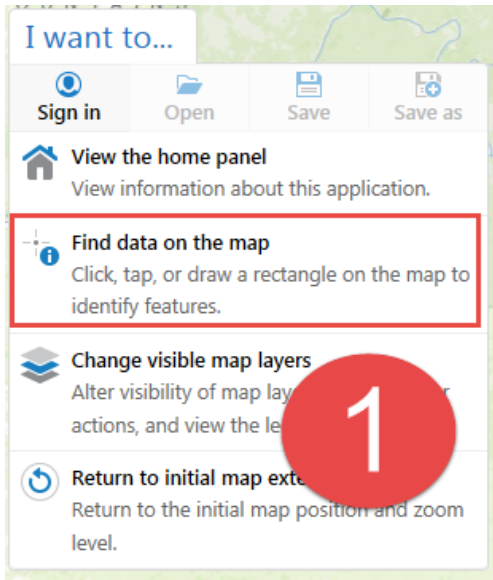 I want to...
Sign in Open Save Save as
View the home panel
View information about this application.
Find data on the map
Click, tap, or draw a rectangle on the map to
identify features.
Change visible map layers
Alter visibility of map
actions, and view the
1
Return to initial map
Return to the initial map position and zoom
level.